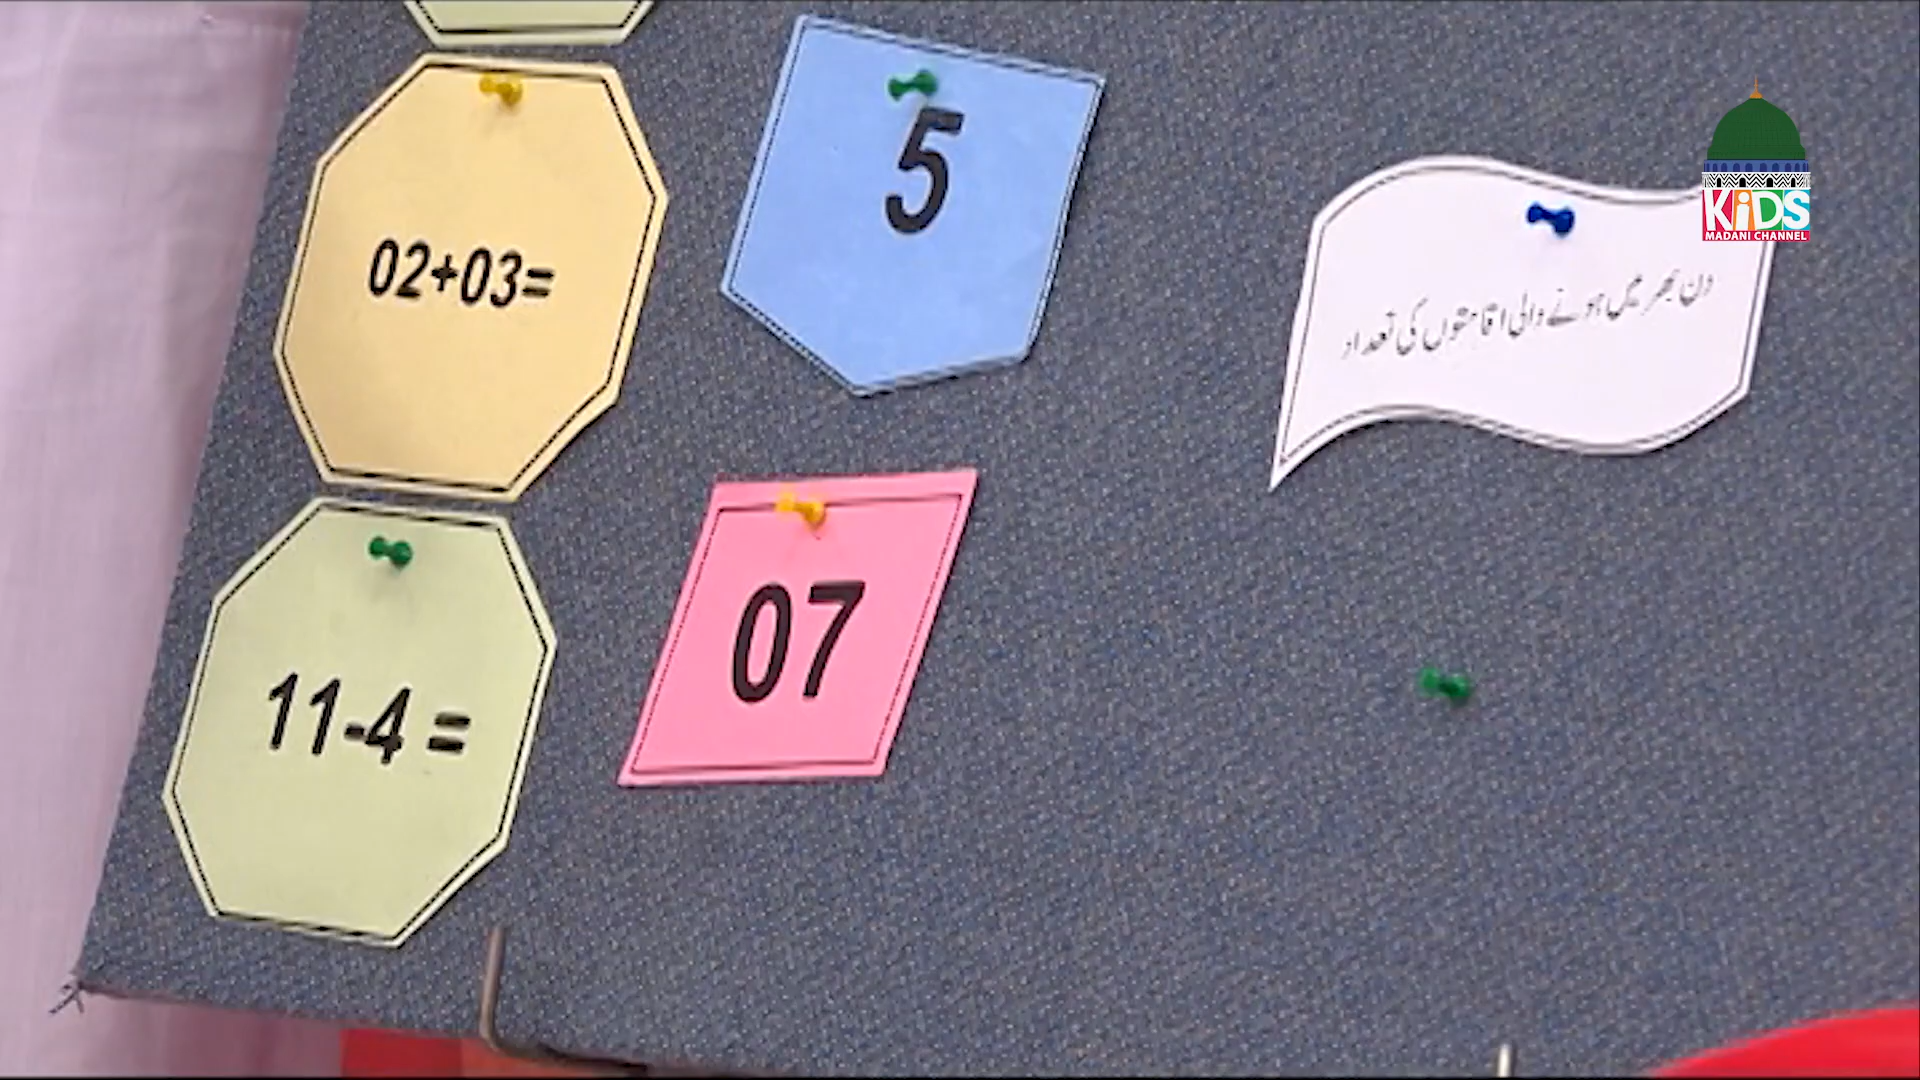 02+03=
5
دن بھر میں ہونے والی اقامتوں کی تعداد
11-4 =
07
KiDS
MADANI CHANNEL